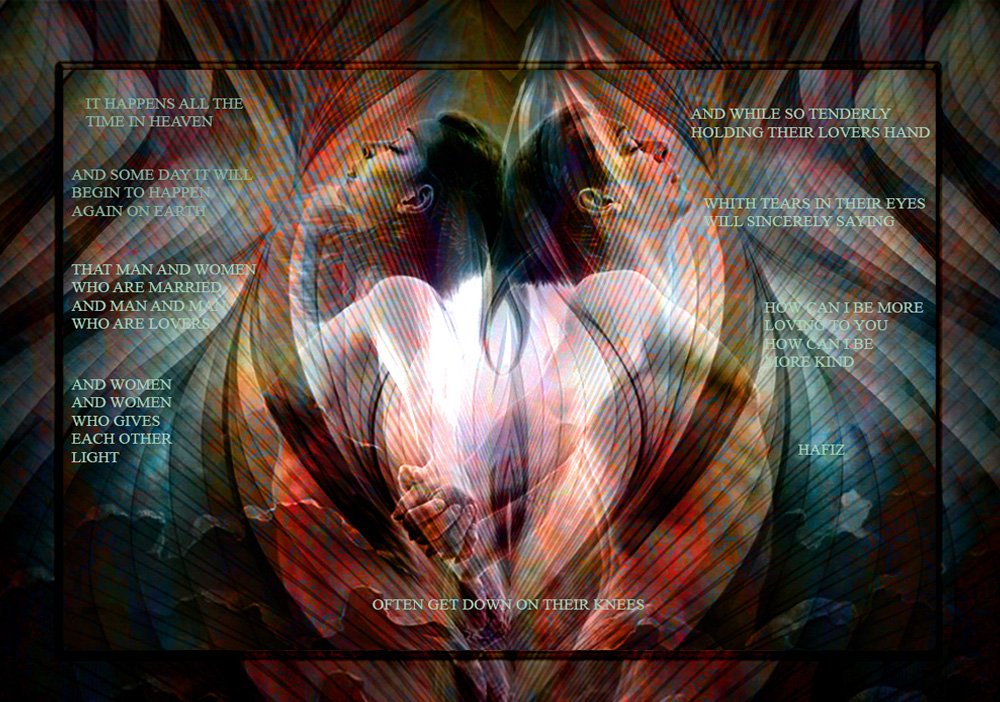 IT HAPPENS ALL THE
TIME IN HEAVEN
AND SOME DAY IT WILL
BEGIN TO HAPPEN
AGAIN ON EARTH
THAT MAN AND WOMEN
WHO ARE MARRIED,
AND MAN AND MAN
WHO ARE LOVERS
AND WOMEN
AND WOMEN
WHO GIVES
EACH OTHER
LIGHT
OFTEN GET DOWN ON THEIR KNEES
AND WHILE SO TENDERLY
HOLDING THEIR LOVERS HAND
WHITH TEARS IN THEIR EYES
WILL SINCERELY SAYING
HOW CAN I BE MORE
LOVING TO YOU
HOW CAN I BE
MORE KIND
HAFIZ